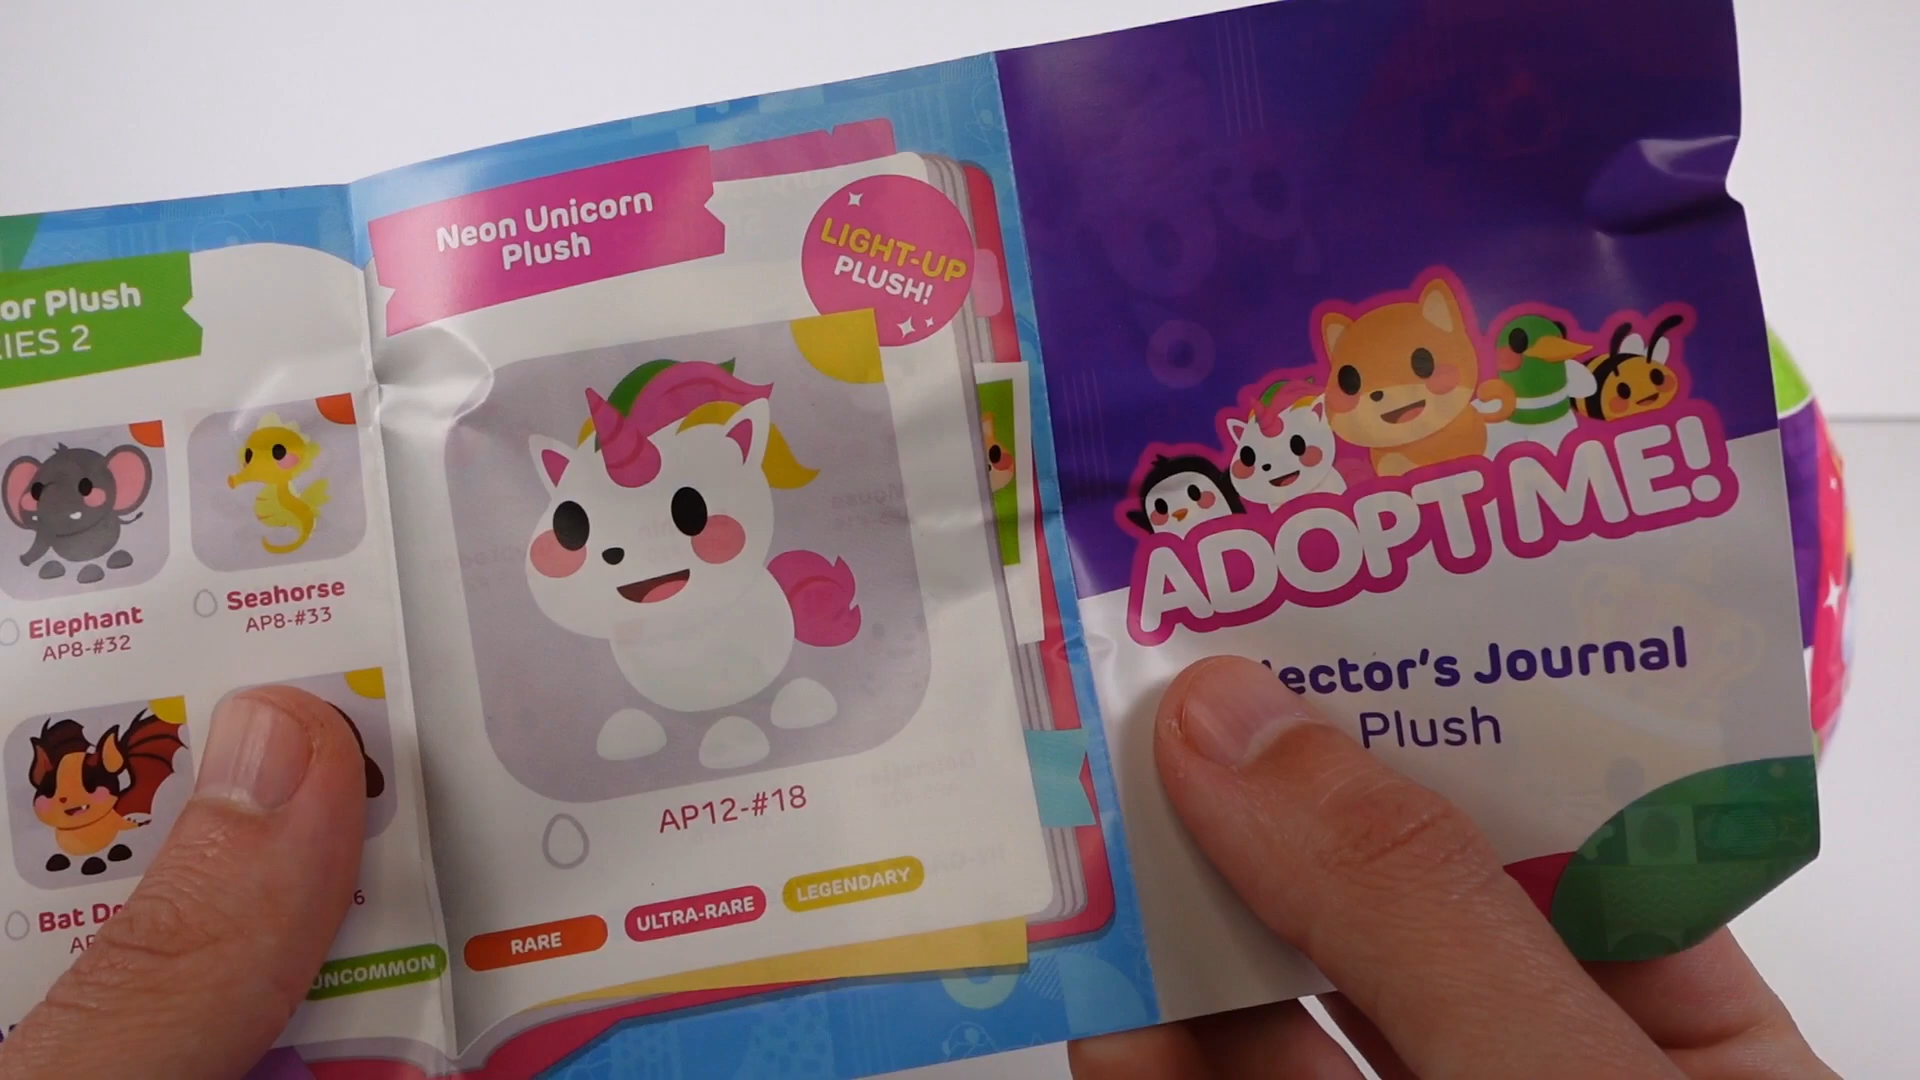 or Plush
IES 2
Elephant
AP8-#32
Seahorse
AP8-#33
Bat
6
UNCOMMON
Neon Unicorn
Plush
LIGHT-UP
PLUSH!
AP12-#18
RARE
ULTRA-RARE
LEGENDARY
ADOPT ME!
lector's Journal
Plush